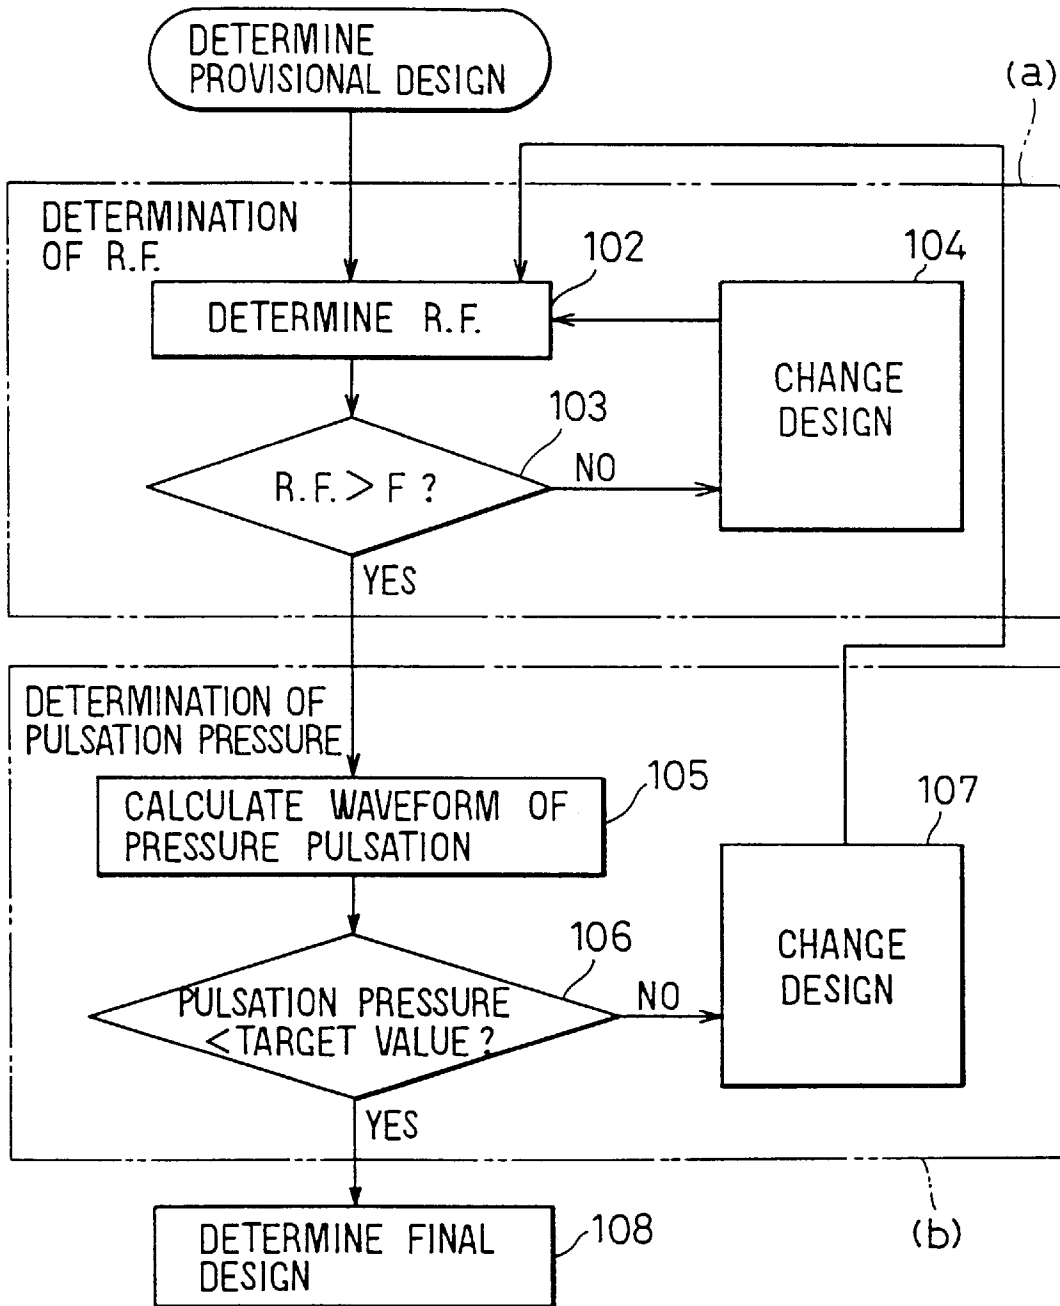 DETERMINE
PROVISIONAL DESIGN
(a)
DETERMINATION
OF R.F.
102
104
DETERMINE R.F.
CHANGE
DESIGN
103
R.F. > F ?
NO
YES
DETERMINATION OF
PULSATION PRESSURE
105
107
CALCULATE WAVEFORM OF
PRESSURE PULSATION
106
CHANGE
DESIGN
PULSATION PRESSURE
< TARGET VALUE ?
NO
YES
(b)
108
DETERMINE FINAL
DESIGN